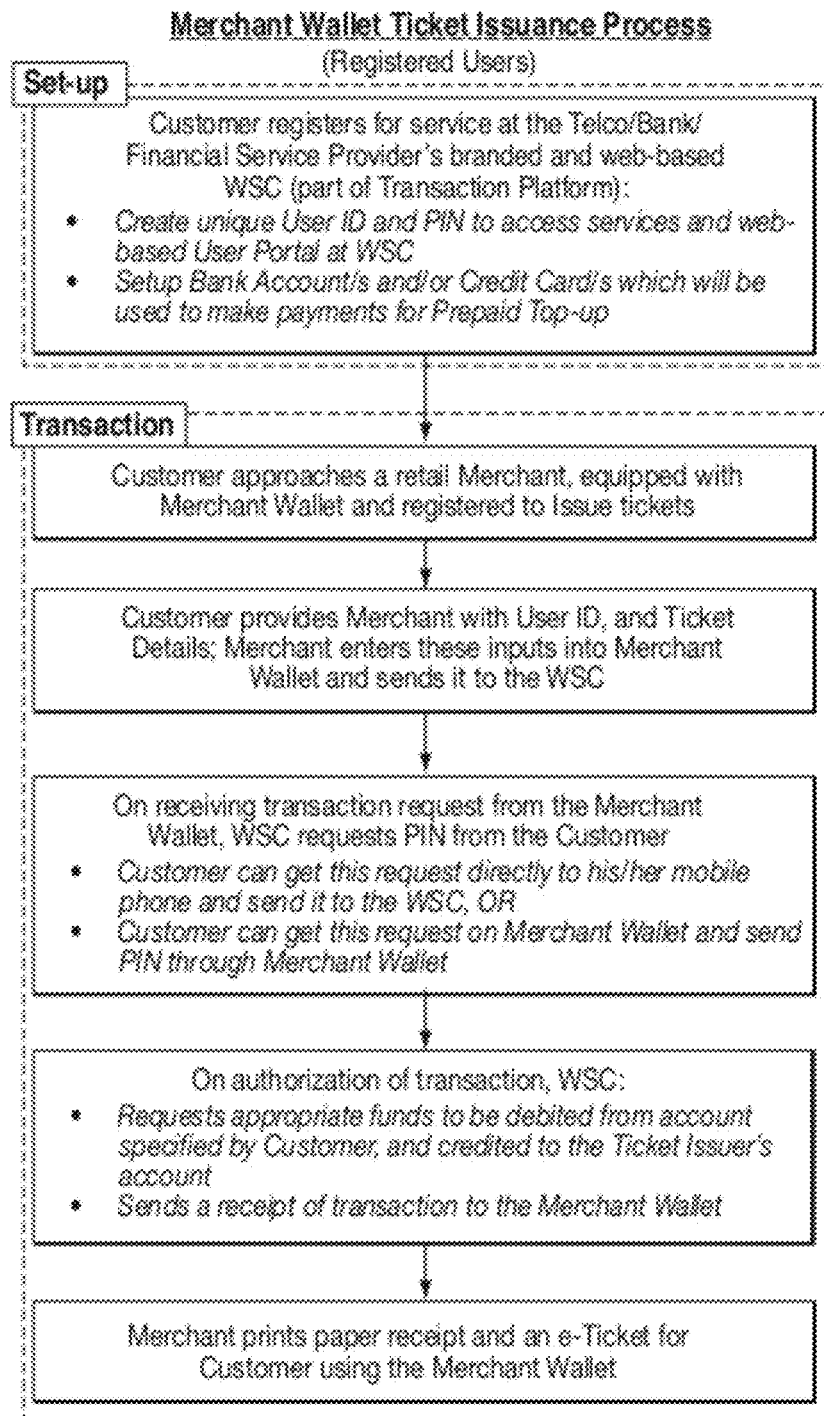 Merchant Wallet Ticket Issuance Process
(Registered Users)
Set-up
Customer registers for service at the Telco/Bank/
Financial Service Provider's branded and web-based
WSC (part of Transaction Platform):
• Create unique User ID and PIN to access services and web-
based User Portal at WSC
• Setup Bank Account/s and/or Credit Card/s which will be
used to make payments for Prepaid Top-up
Transaction
Customer approaches a retail Merchant, equipped with
Merchant Wallet and registered to Issue tickets
Customer provides Merchant with User ID, and Ticket
Details; Merchant enters these inputs into Merchant
Wallet and sends it to the WSC
On receiving transaction request from the Merchant
Wallet, WSC requests PIN from the Customer
• Customer can get this request directly to his/her mobile
phone and send it to the WSC, OR
• Customer can get this request on Merchant Wallet and send
PIN through Merchant Wallet
On authorization of transaction, WSC:
• Requests appropriate funds to be debited from account
specified by Customer, and credited to the Ticket Issuer's
account
• Sends a receipt of transaction to the Merchant Wallet
Merchant prints paper receipt and an e-Ticket for
Customer using the Merchant Wallet